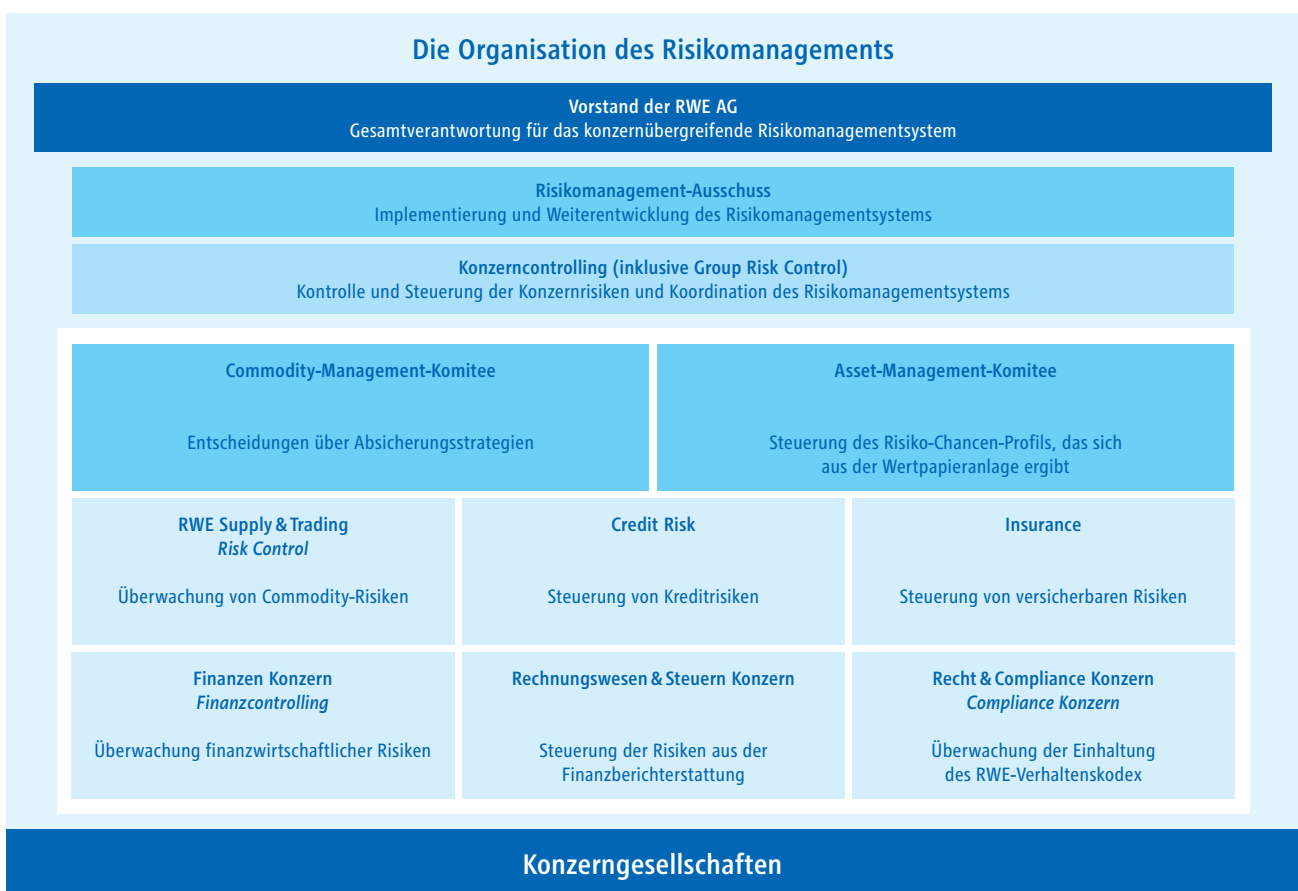 Die Organisation des Risikomanagements
Vorstand der RWE AG
Gesamtverantwortung für das konzernübergreifende Risikomanagementsystem
Risikomanagement-Ausschuss
Implementierung und Weiterentwicklung des Risikomanagementsystems
Konzerncontrolling (inklusive Group Risk Control)
Kontrolle und Steuerung der Konzernrisiken und Koordination des Risikomanagementsystems
Commodity-Management-Komitee
Entscheidungen über Absicherungsstrategien
Asset-Management-Komitee
Steuerung des Risiko-Chancen-Profils, das sich
aus der Wertpapieranlage ergibt
RWE Supply & Trading
Risk Control
Überwachung von Commodity-Risiken
Credit Risk
Steuerung von Kreditrisiken
Insurance
Steuerung von versicherbaren Risiken
Finanzen Konzern
Finanzcontrolling
Überwachung finanzwirtschaftlicher Risiken
Rechnungswesen & Steuern Konzern
Steuerung der Risiken aus der
Finanzberichterstattung
Recht & Compliance Konzern
Compliance Konzern
Überwachung der Einhaltung
des RWE-Verhaltenskodex
Konzerngesellschaften